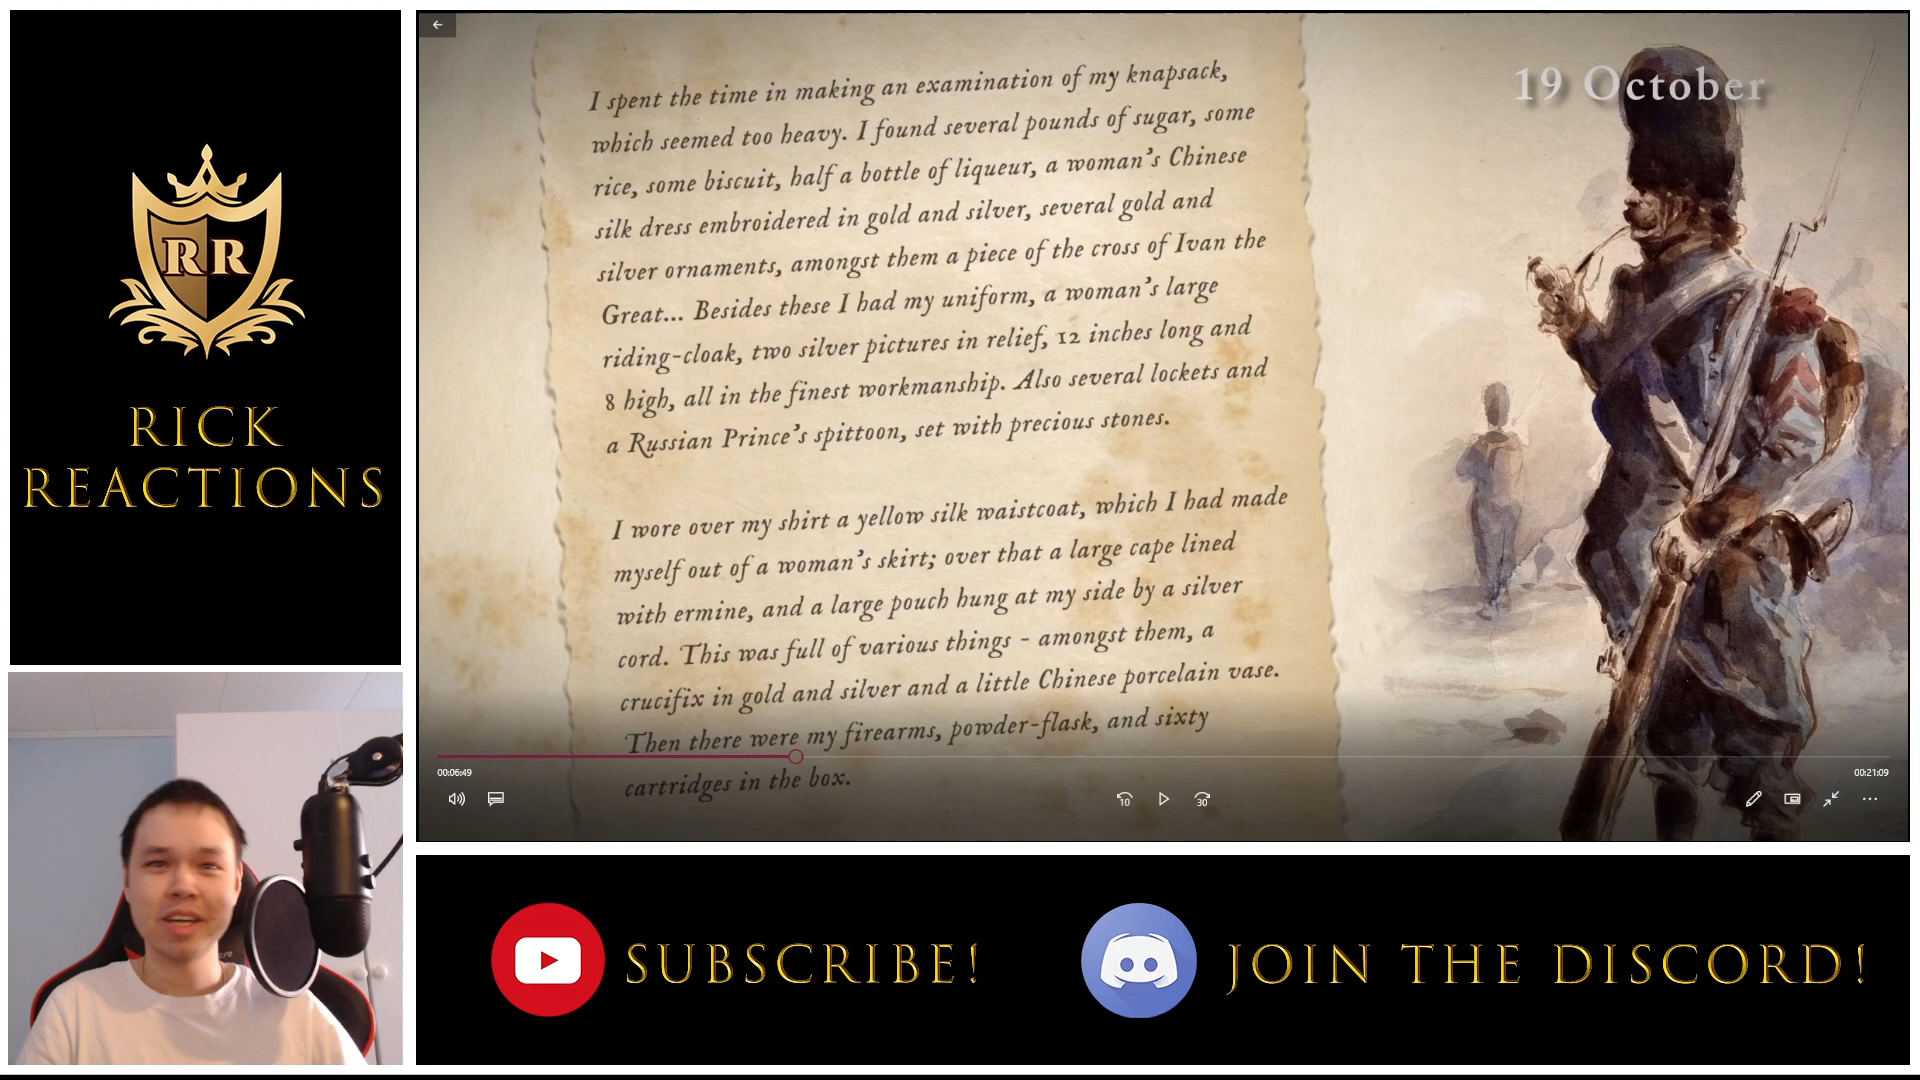 RR
RICK
REACTIONS
I spent the time in making an examination of my knapsack,
which seemed too heavy. I found several pounds of sugar, some
rice, some biscuit, half a bottle of liqueur, a woman's Chinese
silk dress embroidered in gold and silver, several gold and
silver ornaments, amongst them a piece of the cross of Ivan the
Great... Besides these I had my uniform, a woman's large
riding-cloak, two silver pictures in relief, 12 inches long and
8 high, all in the finest workmanship. Also several lockets and
a Russian Prince's spittoon, set with precious stones.
I wore over my shirt a yellow silk waistcoat, which I had made
myself out of a woman's skirt; over that a large cape lined
with ermine, and a large pouch hung at my side by a silver
cord. This was full of various things - amongst them, a
crucifix in gold and silver and a little Chinese porcelain vase.
Then there were my firearms, powder-flask, and sixty
cartridges in the box.
19 October
00:06:49
00:21:09
10
30
SUBSCRIBE!
JOIN THE DISCORD!